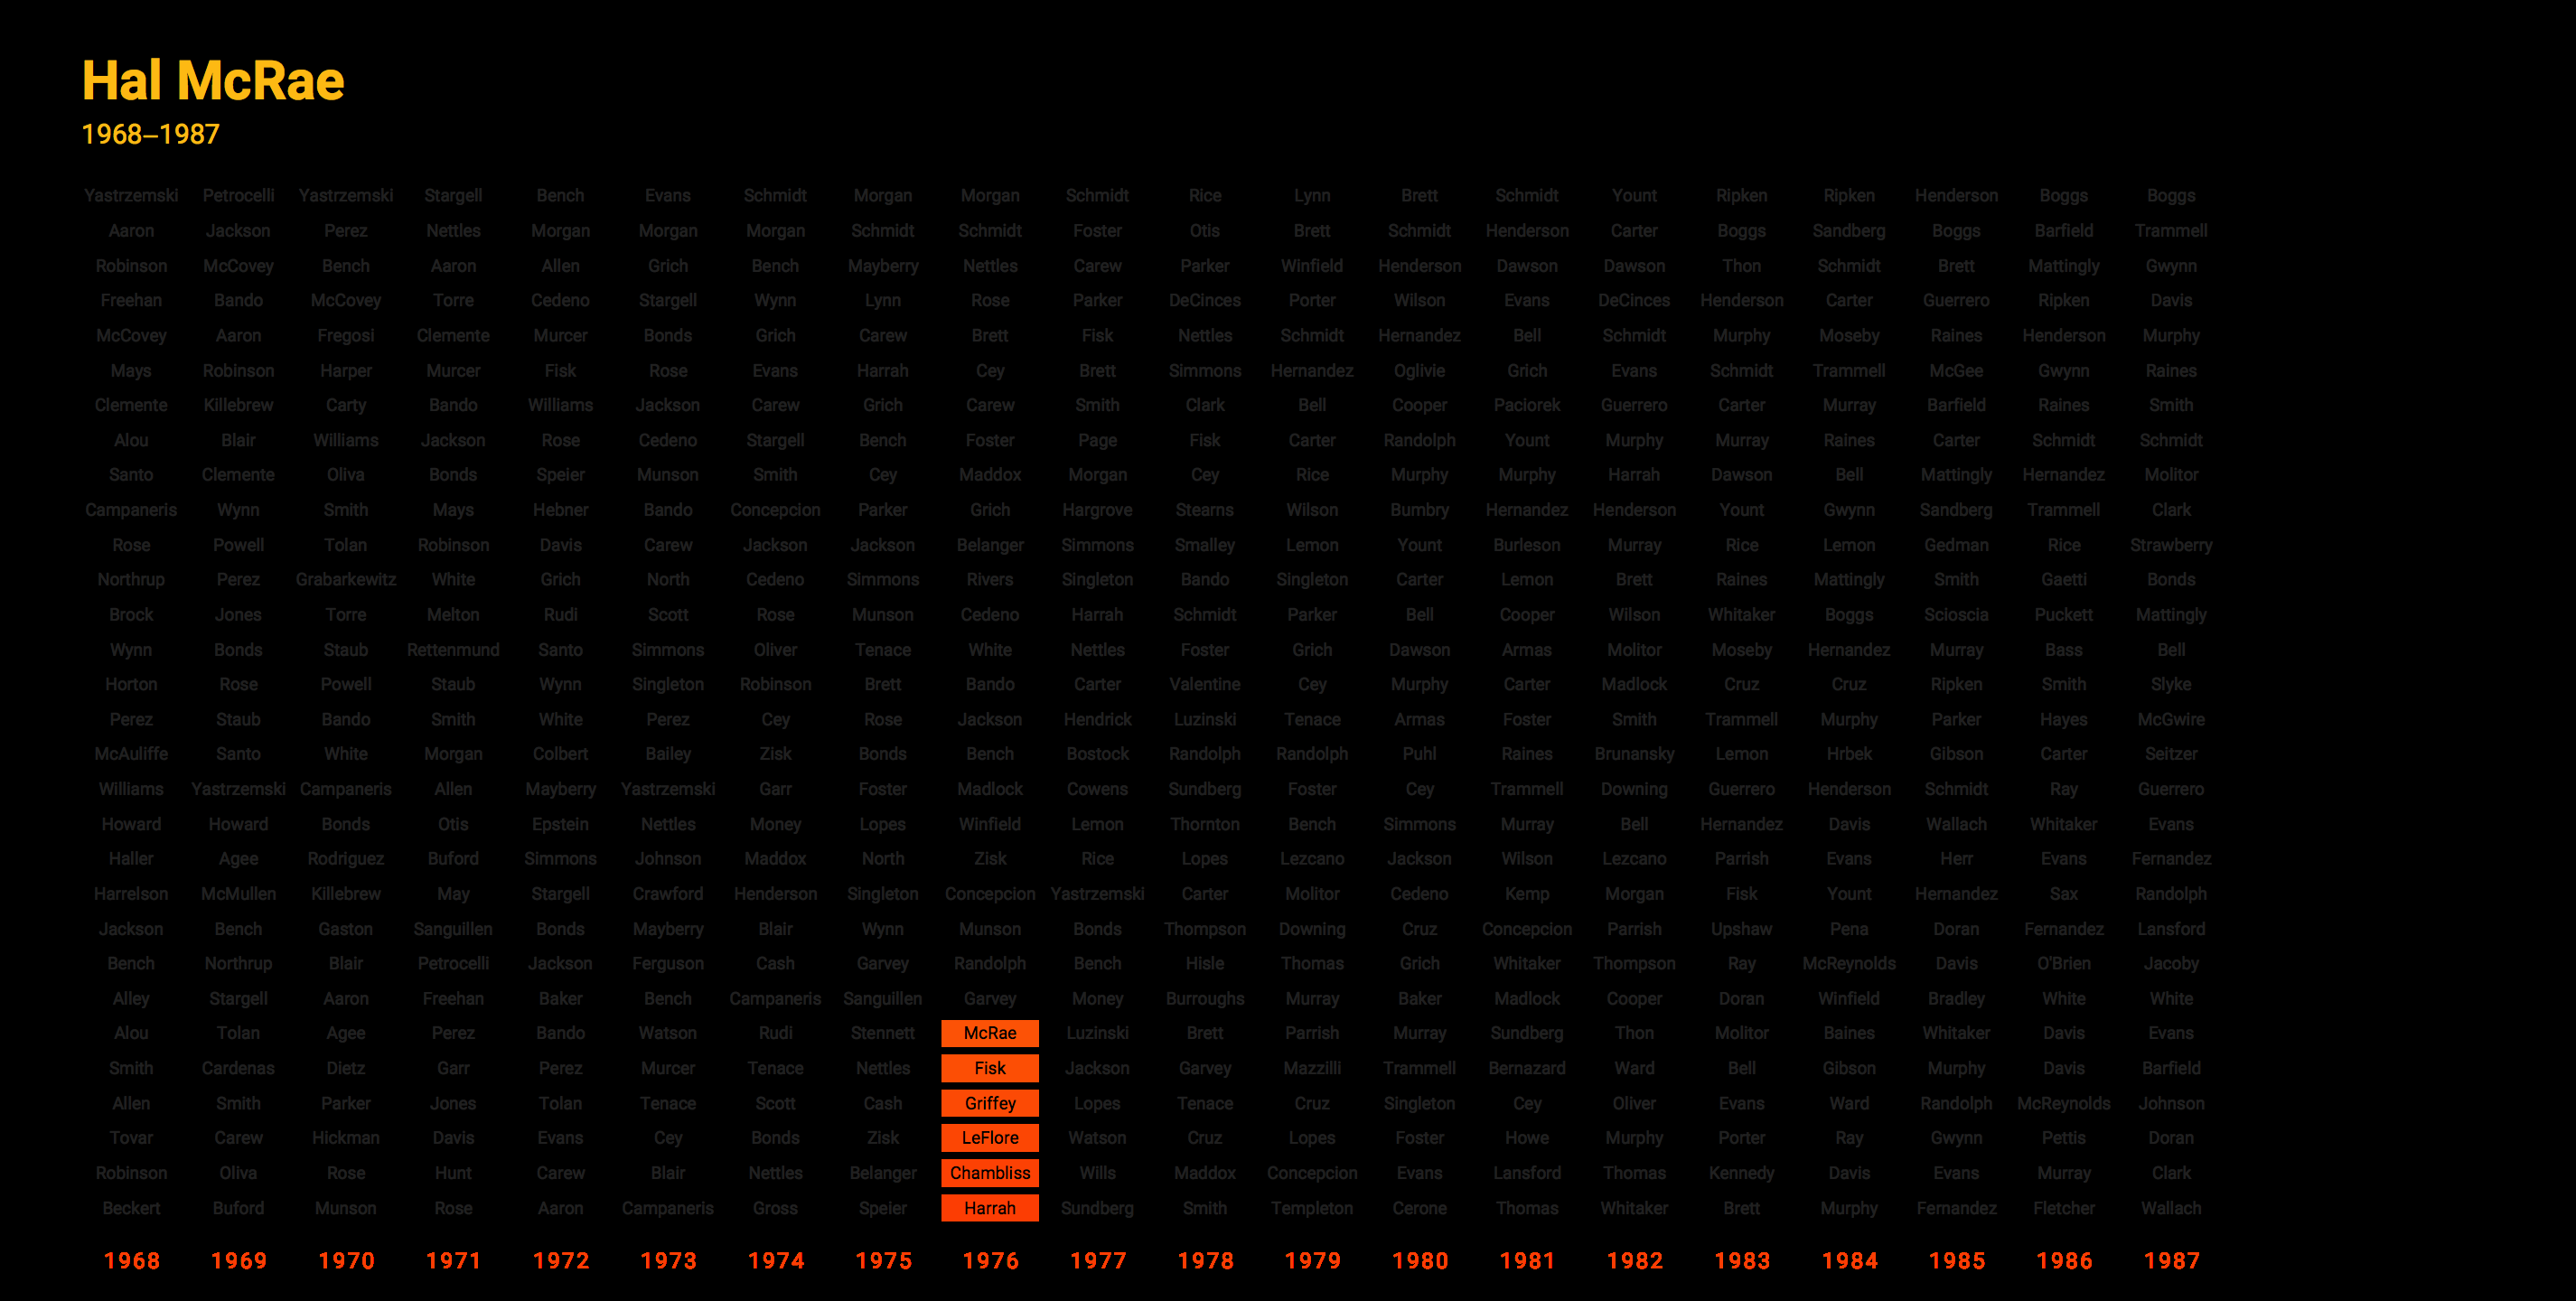 Hal McRae
1968–1987
Yastrzemski Petrocelli Yastrzemski Stargell Bench Evans Schmidt Morgan Morgan Schmidt Rice Lynn Brett Schmidt Yount Ripken Ripken Henderson Boggs Boggs
Aaron Jackson Perez Nettles Morgan Morgan Morgan Schmidt Schmidt Foster Otis Brett Schmidt Henderson Carter Boggs Sandberg Boggs Barfield Trammell
Robinson McCovey Bench Aaron Allen Grich Bench Mayberry Nettles Carew Parker Winfield Henderson Dawson Dawson Thon Schmidt Brett Mattingly Gwynn
Freehan Bando McCovey Torre Cedeno Stargell Wynn Lynn Rose Parker DeCinces Porter Wilson Evans DeCinces Henderson Carter Guerrero Ripken Davis
McCovey Aaron Fregosi Clemente Murcer Bonds Grich Carew Brett Fisk Nettles Schmidt Hernandez Bell Schmidt Murphy Moseby Raines Henderson Murphy
Mays Robinson Harper Murcer Fisk Rose Evans Harrah Cey Brett Simmons Hernandez Oglivie Grich Evans Schmidt Trammell McGee Gwynn Raines
Clemente Killebrew Carty Bando Williams Jackson Carew Grich Carew Smith Clark Bell Cooper Paciorek Guerrero Carter Murray Barfield Raines Smith
Alou Blair Williams Jackson Rose Cedeno Stargell Bench Foster Page Fisk Carter Randolph Yount Murphy Murray Raines Carter Schmidt Schmidt
Santo Clemente Oliva Bonds Speier Munson Smith Cey Maddox Morgan Cey Rice Murphy Murphy Harrah Dawson Bell Mattingly Hernandez Molitor
Campaneris Wynn Smith Mays Hebner Bando Concepcion Parker Grich Hargrove Stearns Wilson Bumbry Hernandez Henderson Yount Gwynn Sandberg Trammell Clark
Rose Powell Tolan Robinson Davis Carew Jackson Jackson Belanger Simmons Smalley Lemon Yount Burleson Murray Rice Lemon Gedman Rice Strawberry
Northrup Perez Grabarkewitz White Grich North Cedeno Simmons Rivers Singleton Bando Singleton Carter Lemon Brett Raines Mattingly Smith Gaetti Bonds
Brock Jones Torre Melton Rudi Scott Rose Munson Cedeno Harrah Schmidt Parker Bell Cooper Wilson Whitaker Boggs Scioscia Puckett Mattingly
Wynn Bonds Staub Rettenmund Santo Simmons Oliver Tenace White Nettles Foster Grich Dawson Armas Molitor Moseby Hernandez Murray Bass Bell
Horton Rose Powell Staub Wynn Singleton Robinson Brett Bando Carter Valentine Cey Murphy Carter Madlock Cruz Cruz Ripken Smith Slyke
Perez Staub Bando Smith White Perez Cey Rose Jackson Hendrick Luzinski Tenace Armas Foster Smith Trammell Murphy Parker Hayes McGwire
McAuliffe Santo White Morgan Colbert Bailey Zisk Bonds Bench Bostock Randolph Randolph Puhl Raines Brunansky Lemon Hrbek Gibson Carter Seitzer
Williams Yastrzemski Campaneris Allen Mayberry Yastrzemski Garr Foster Madlock Cowens Sundberg Foster Cey Trammell Downing Guerrero Henderson Schmidt Ray Guerrero
Howard Howard Bonds Otis Epstein Nettles Money Lopes Winfield Lemon Thornton Bench Simmons Murray Bell Hernandez Davis Wallach Whitaker Evans
Haller Agee Rodriguez Buford Simmons Johnson Maddox North Zisk Rice Lopes Lezcano Jackson Wilson Lezcano Parrish Evans Herr Evans Fernandez
Harrelson McMullen Killebrew May Stargell Crawford Henderson Singleton Concepcion Yastrzemski Carter Molitor Cedeno Kemp Morgan Fisk Yount Hernandez Sax Randolph
Jackson Bench Gaston Sanguillen Bonds Mayberry Blair Wynn Munson Bonds Thompson Downing Cruz Concepcion Parrish Upshaw Pena Doran Fernandez Lansford
Bench Northrup Blair Petrocelli Jackson Ferguson Cash Garvey Randolph Bench Hisle Thomas Grich Whitaker Thompson Ray McReynolds Davis O'Brien Jacoby
Alley Stargell Aaron Freehan Baker Bench Campaneris Sanguillen Garvey Money Burroughs Murray Baker Madlock Cooper Doran Winfield Bradley White White
Alou Tolan Agee Perez Bando Watson Rudi Stennett McRae Luzinski Brett Parrish Murray Sundberg Thon Molitor Baines Whitaker Davis Evans
Smith Cardenas Dietz Garr Perez Murcer Tenace Nettles Fisk Jackson Garvey Mazzilli Trammell Bernazard Ward Bell Gibson Murphy Davis Barfield
Allen Smith Parker Jones Tolan Tenace Scott Cash Griffey Lopes Tenace Cruz Singleton Cey Oliver Evans Ward Randolph McReynolds Johnson
Tovar Carew Hickman Davis Evans Cey Bonds Zisk LeFlore Watson Cruz Lopes Foster Howe Murphy Porter Ray Gwynn Pettis Doran
Robinson Oliva Rose Hunt Carew Blair Nettles Belanger Chambliss Wills Maddox Concepcion Evans Lansford Thomas Kennedy Davis Evans Murray Clark
Beckert Buford Munson Rose Aaron Campaneris Gross Speier Harrah Sundberg Smith Templeton Cerone Thomas Whitaker Brett Murphy Fernandez Fletcher Wallach
1968 1969 1970 1971 1972 1973 1974 1975 1976 1977 1978 1979 1980 1981 1982 1983 1984 1985 1986 1987